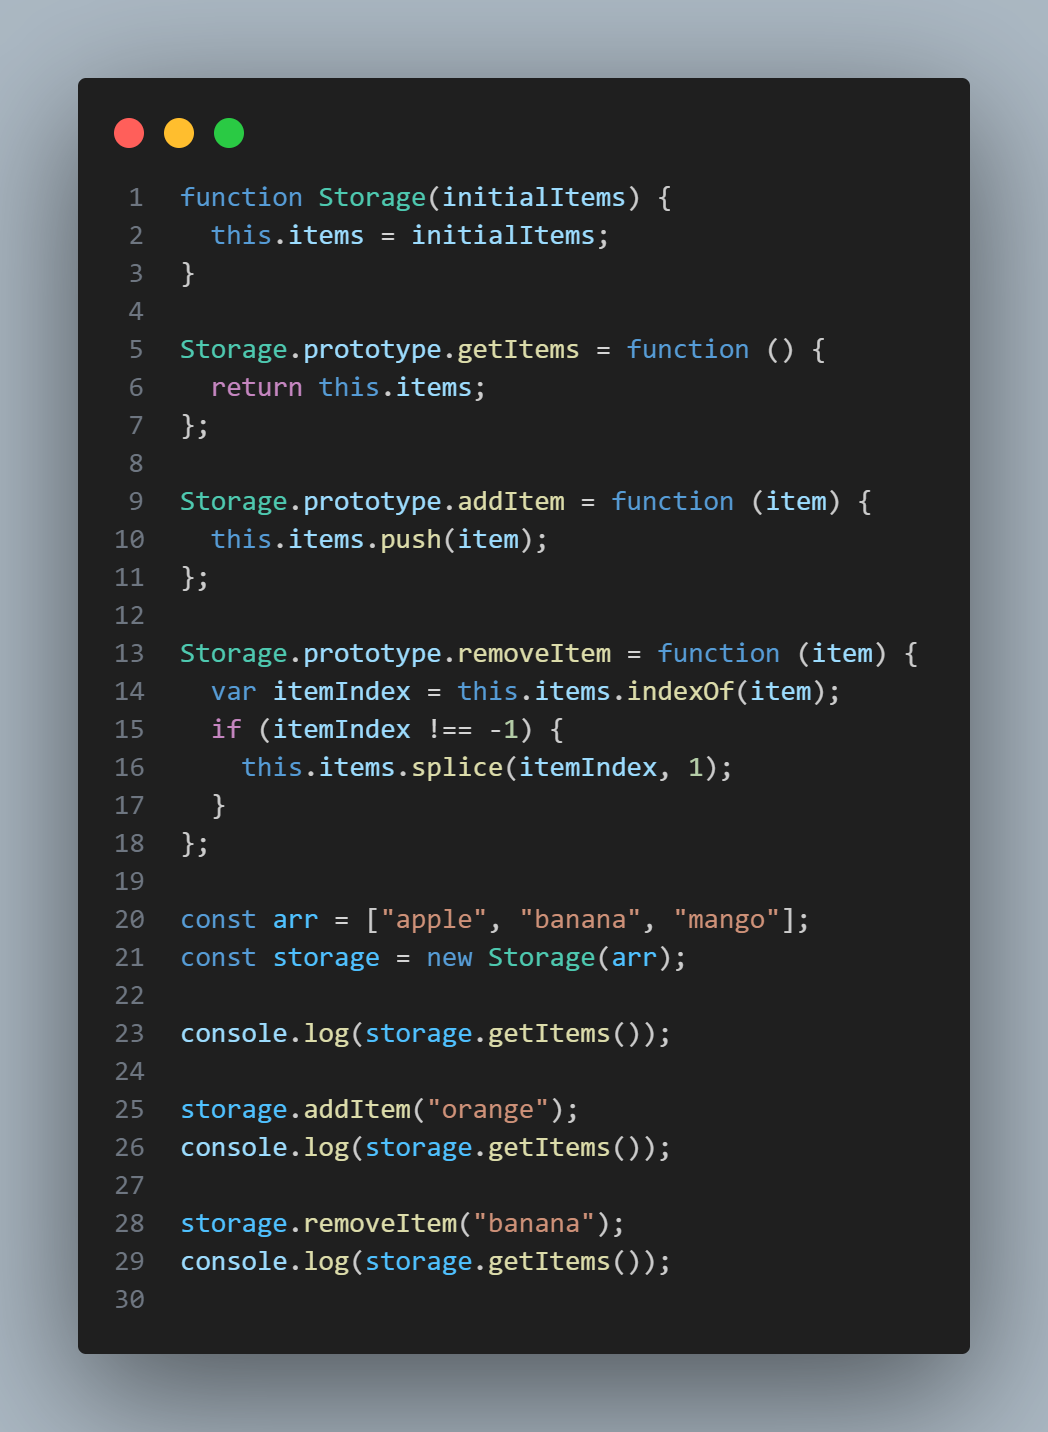 1 function Storage(initialItems) {
2   this.items = initialItems;
3 }
4
5 Storage.prototype.getItems = function () {
6   return this.items;
7 };
8
9 Storage.prototype.addItem = function (item) {
10   this.items.push(item);
11 };
12
13 Storage.prototype.removeItem = function (item) {
14   var itemIndex = this.items.indexOf(item);
15   if (itemIndex !== -1) {
16     this.items.splice(itemIndex, 1);
17   }
18 };
19
20 const arr = ["apple", "banana", "mango"];
21 const storage = new Storage(arr);
22
23 console.log(storage.getItems());
24
25 storage.addItem("orange");
26 console.log(storage.getItems());
27
28 storage.removeItem("banana");
29 console.log(storage.getItems());
30